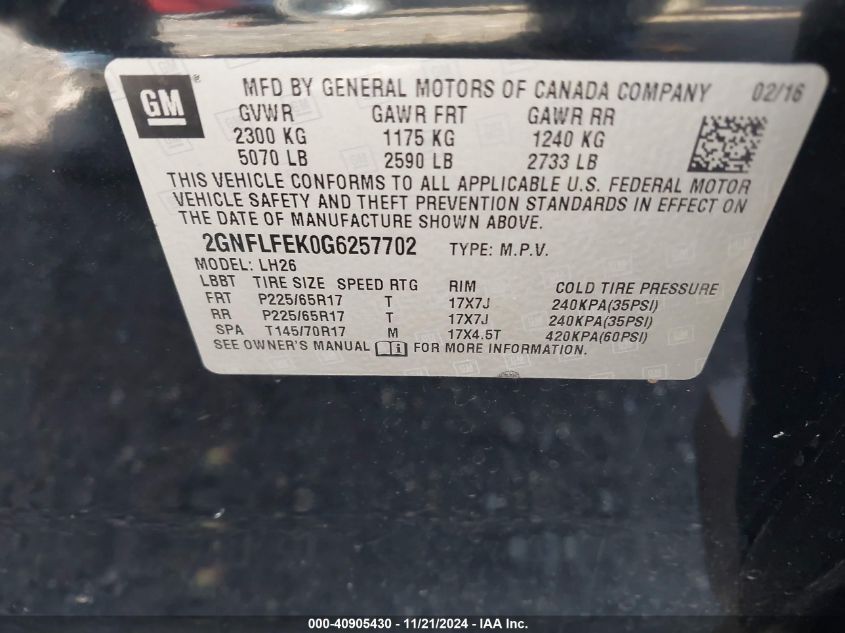 GM
MFD BY GENERAL MOTORS OF CANADA COMPANY 02/16
GVWR GAWR FRT GAWR RR
2300 KG 1175 KG 1240 KG
5070 LB 2590 LB 2733 LB
THIS VEHICLE CONFORMS TO ALL APPLICABLE U.S. FEDERAL MOTOR
VEHICLE SAFETY AND THEFT PREVENTION STANDARDS IN EFFECT ON
THE DATE OF MANUFACTURE SHOWN ABOVE.
2GNFLFEK0G6257702 TYPE: M.P.V.
MODEL: LH26
LBBT TIRE SIZE SPEED RTG RIM COLD TIRE PRESSURE
FRT P225/65R17 T 17X7J 240KPA(35PSI)
RR P225/65R17 T 17X7J 240KPA(35PSI)
SPA T145/70R17 M 17X4.5T 420KPA(60PSI)
SEE OWNER'S MANUAL FOR MORE INFORMATION.
000-40905430 - 11/21/2024 - IAA Inc.